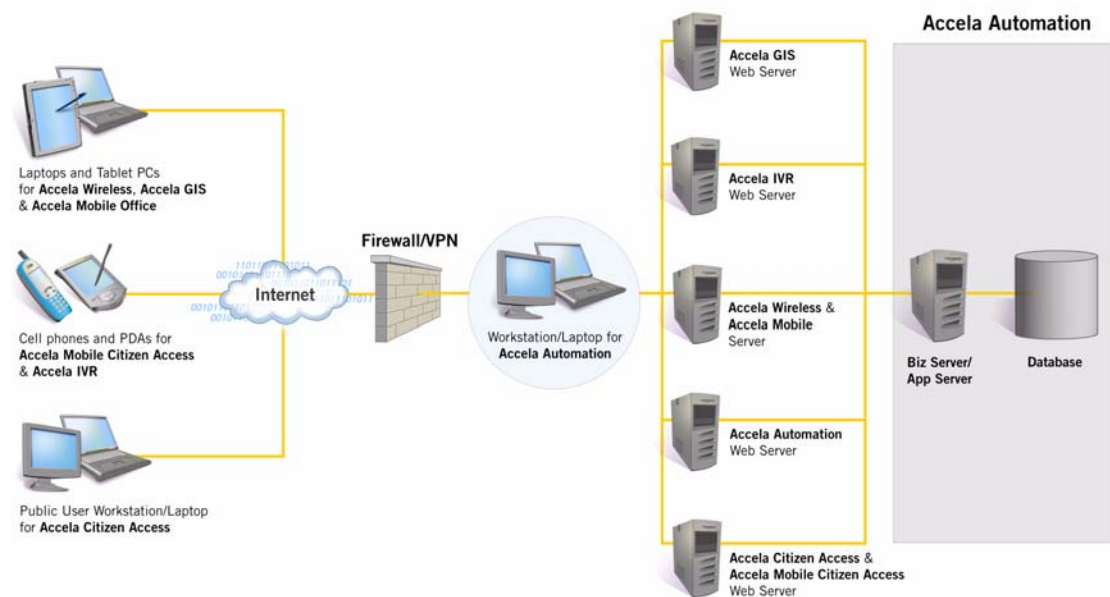 Accela Automation
Accela GIS
Web Server
Laptops and Tablet PCs
for Accela Wireless, Accela GIS
& Accela Mobile Office
Accela IVR
Web Server
Firewall/VPN
Internet
Cell phones and PDAs for
Accela Mobile Citizen Access
& Accela IVR
Workstation/Laptop for
Accela Automation
Accela Wireless &
Accela Mobile
Server
Biz Server/
App Server
Database
Accela Automation
Web Server
Public User Workstation/Laptop
for Accela Citizen Access
Accela Citizen Access &
Accela Mobile Citizen Access
Web Server